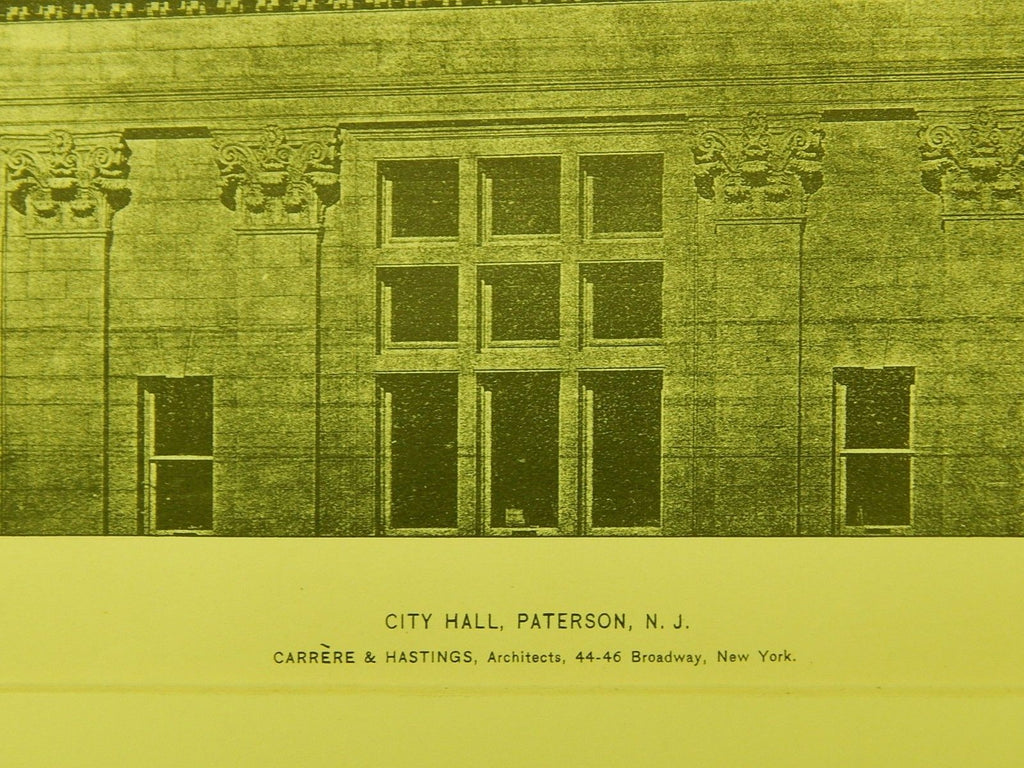 CITY HALL, PATERSON, N. J.
CARRÈRE & HASTINGS, Architects, 44-46 Broadway, New York.